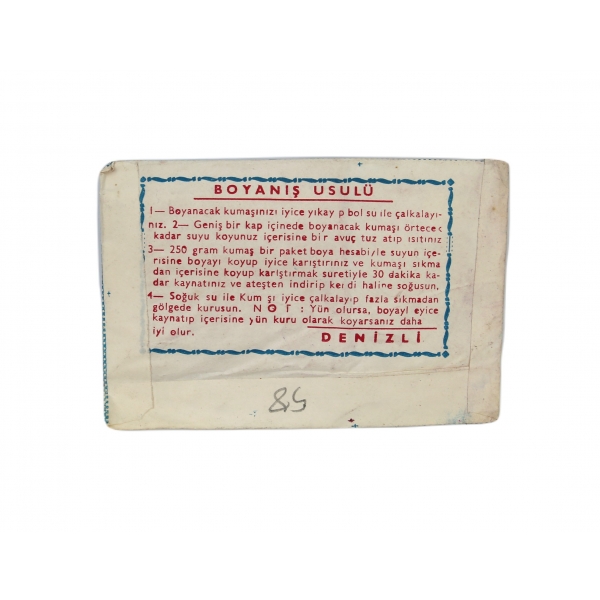 BOYANIŞ USULÜ
1— Boyanacak kumaşınızı iyice yıkayıp bol su ile çalkalayı-
nız. 2— Geniş bir kap içinede boyanacak kumaşı örtecek
kadar suyu koyunuz içerisine bir avuç tuz atıp ısıtınız
3— 250 gram kumaş bir paket boya hesabiyle suyun içe-
risine boyayı koyup iyice karıştırınız ve kumaşı sıkma
dan içerisine koyup karıştırmak suretiyle 30 dakika ka-
dar kaynatınız ve ateşten indirip kendi haline soğusun.
4— Soğuk su ile Kum şı iyice çalkalayıp fazla sıkmadan
gölgede kurusun. NOT: Yün olursa, boyayı eyice
kaynatıp içerisine yün kuru olarak koyarsanız daha
iyi olur.
DENİZLİ